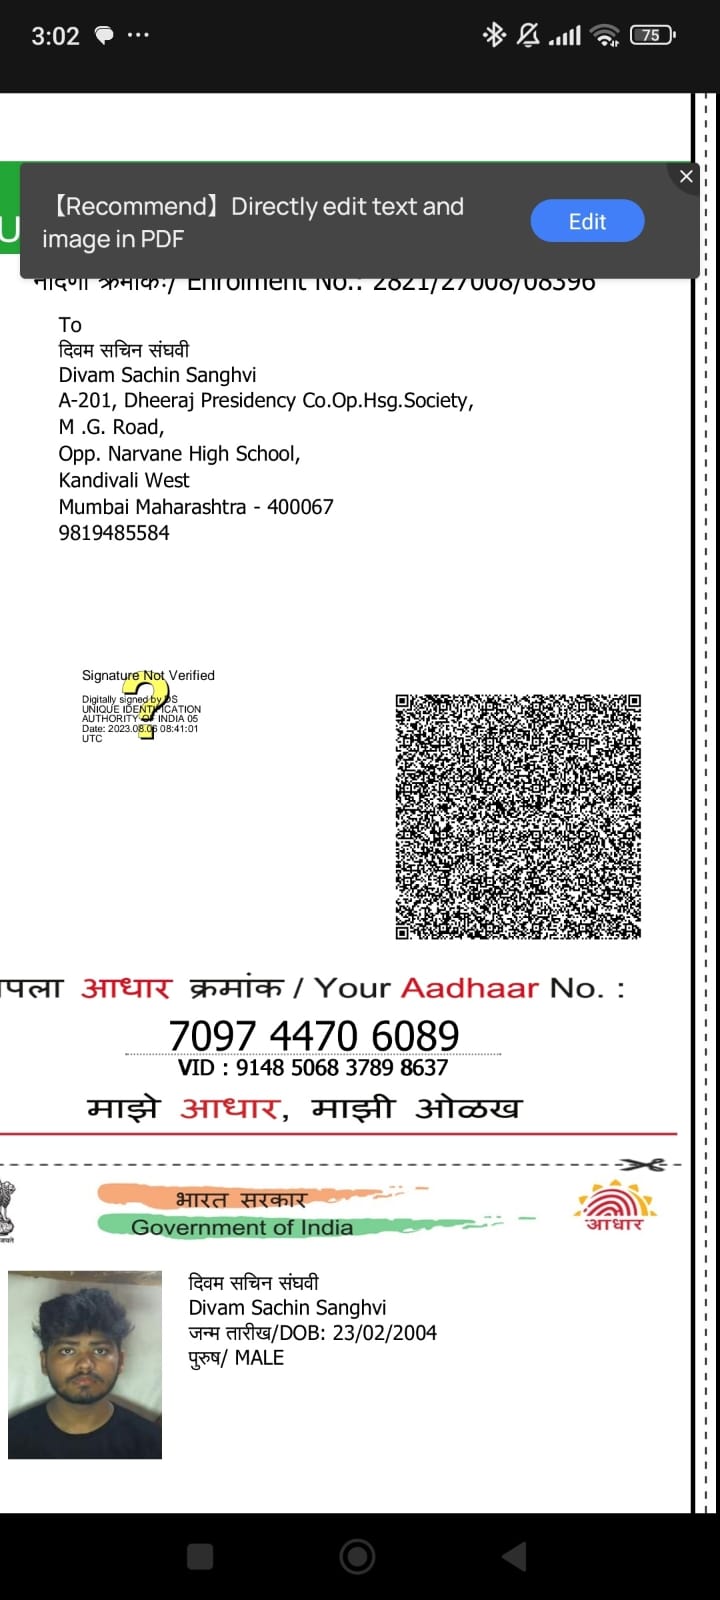 3:02
75
【Recommend】Directly edit text and
image in PDF
Edit
U
नोंदणी क्रमांक:/ Enrolment No.: 2821/27008/08396
To
दिवम सचिन संघवी
Divam Sachin Sanghvi
A-201, Dheeraj Presidency Co.Op.Hsg.Society,
M .G. Road,
Opp. Narvane High School,
Kandivali West
Mumbai Maharashtra - 400067
9819485584
Signature Not Verified
Digitally signed by DS
UNIQUE IDENTIFICATION
AUTHORITY OF INDIA 05
Date: 2023.08.06 08:41:01
UTC
पला आधार क्रमांक / Your Aadhaar No. :
7097 4470 6089
VID : 9148 5068 3789 8637
माझे आधार, माझी ओळख
भारत सरकार
Government of India
आधार
दिवम सचिन संघवी
Divam Sachin Sanghvi
जन्म तारीख/DOB: 23/02/2004
पुरुष/ MALE